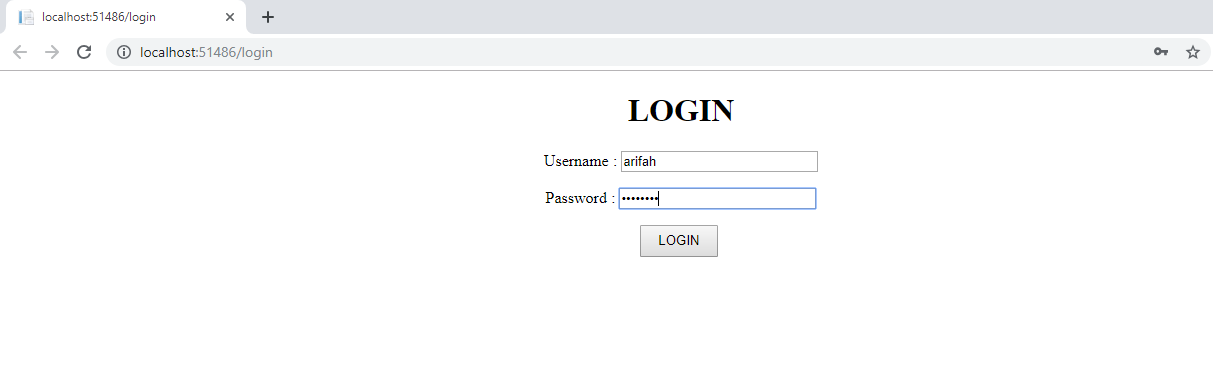 localhost:51486/login
localhost:51486/login
LOGIN
Username : arifah
Password : ••••••••
LOGIN